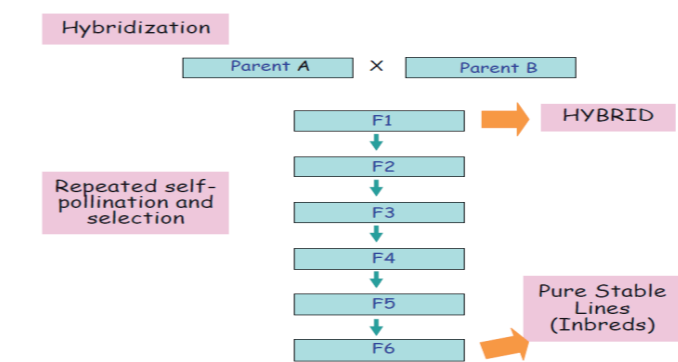 Hybridization
Parent A
X
Parent B
F1
HYBRID
F2
Repeated self-
pollination and
selection
F3
F4
F5
Pure Stable
Lines
(Inbreds)
F6